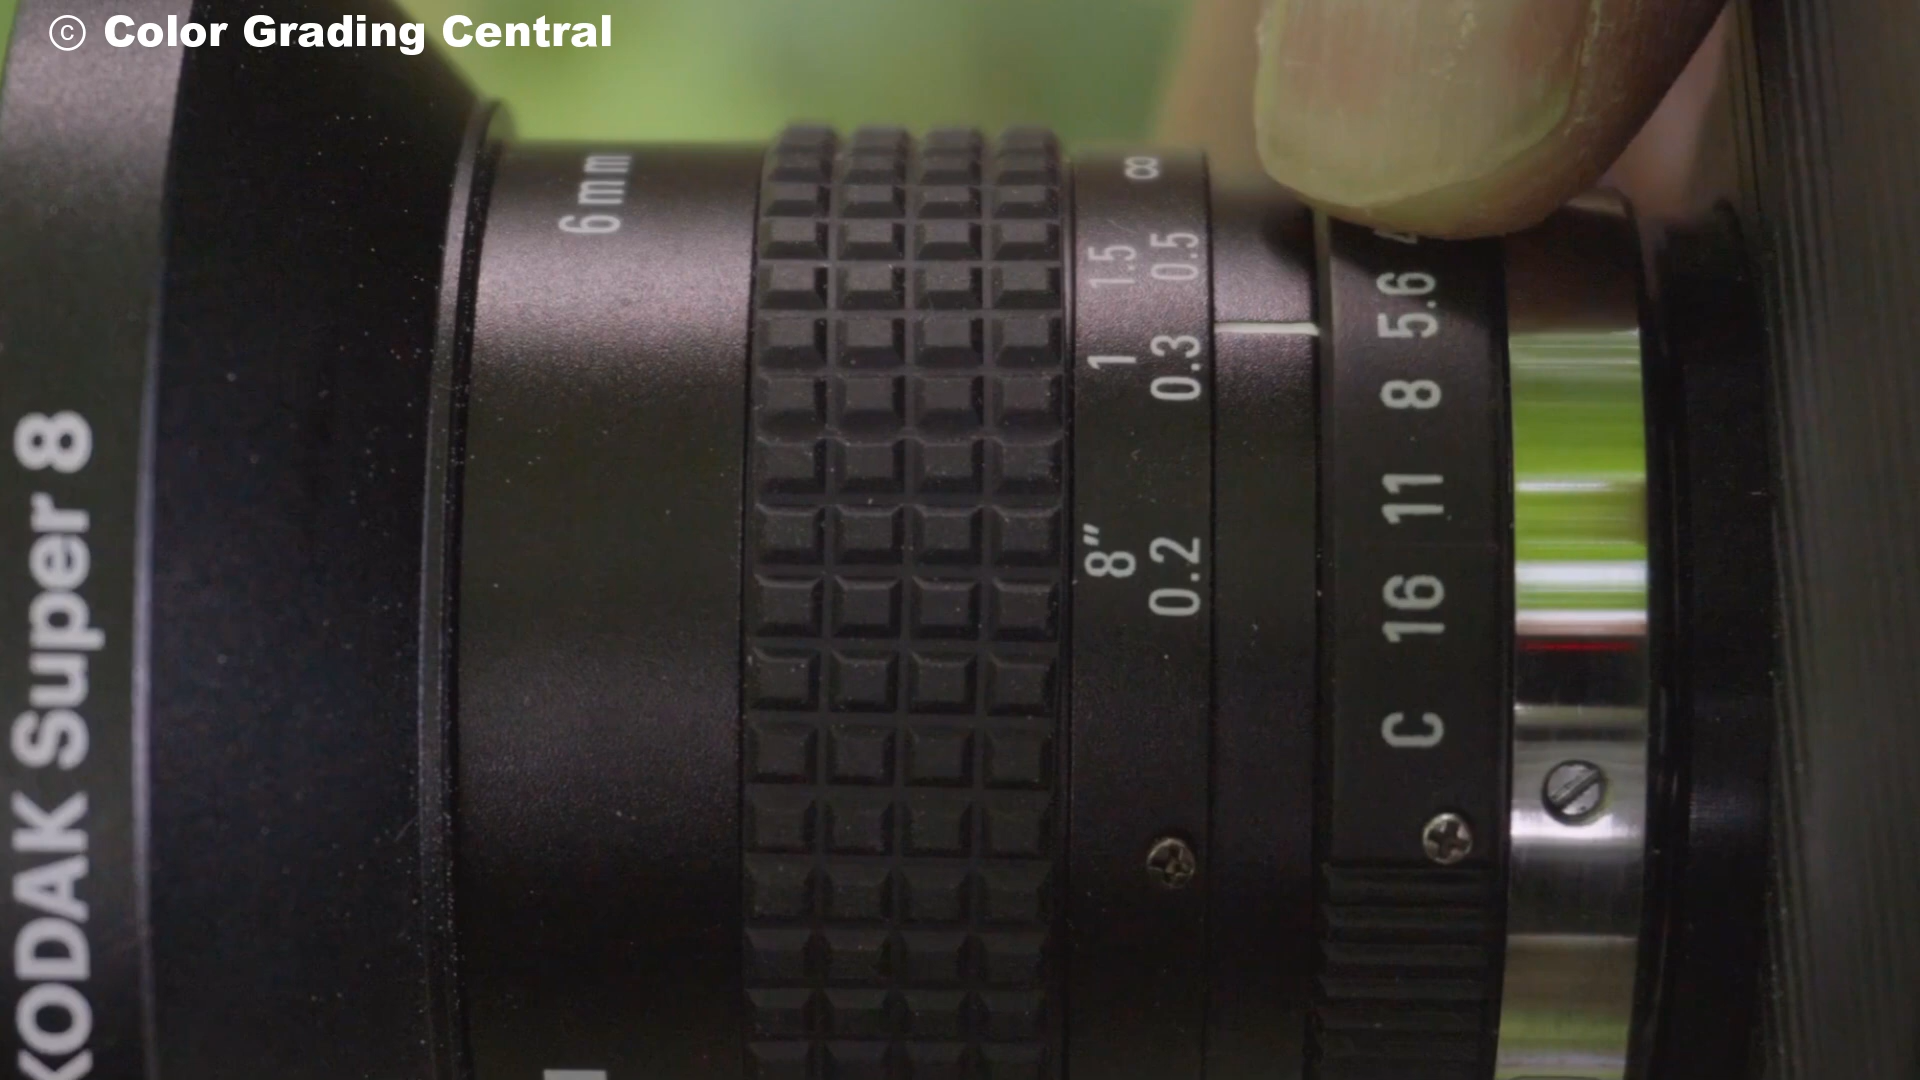 © Color Grading Central
KODAK Super 8
6mm
∞
1.5 1 8"
0.5 0.3 0.2
5.6 8 11 16 C